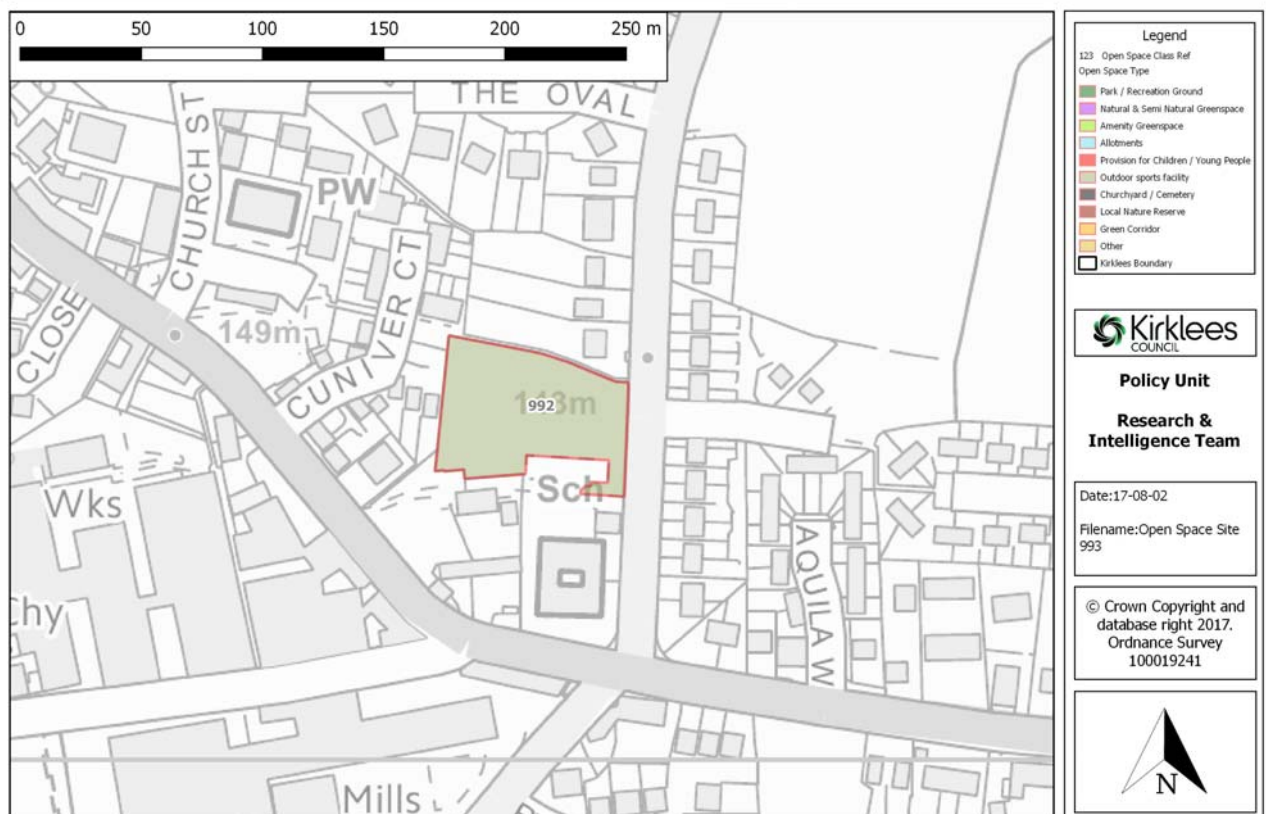 0 50 100 150 200 250 m
THE OVAL
CHURCH ST
PW
CUNIVER CT
CLOSE
149m
143m
992
Sch
Wks
AQUILA W
Mills
Legend
123 Open Space Class Ref
Open Space Type
Park / Recreation Ground
Natural & Semi Natural Greenspace
Amenity Greenspace
Allotments
Provision for Children / Young People
Outdoor sports facility
Churchyard / Cemetery
Local Nature Reserve
Green Corridor
Other
Kirklees Boundary
Kirklees
COUNCIL
Policy Unit
Research &
Intelligence Team
Date:17-08-02
Filename:Open Space Site
993
© Crown Copyright and
database right 2017.
Ordnance Survey
100019241
N